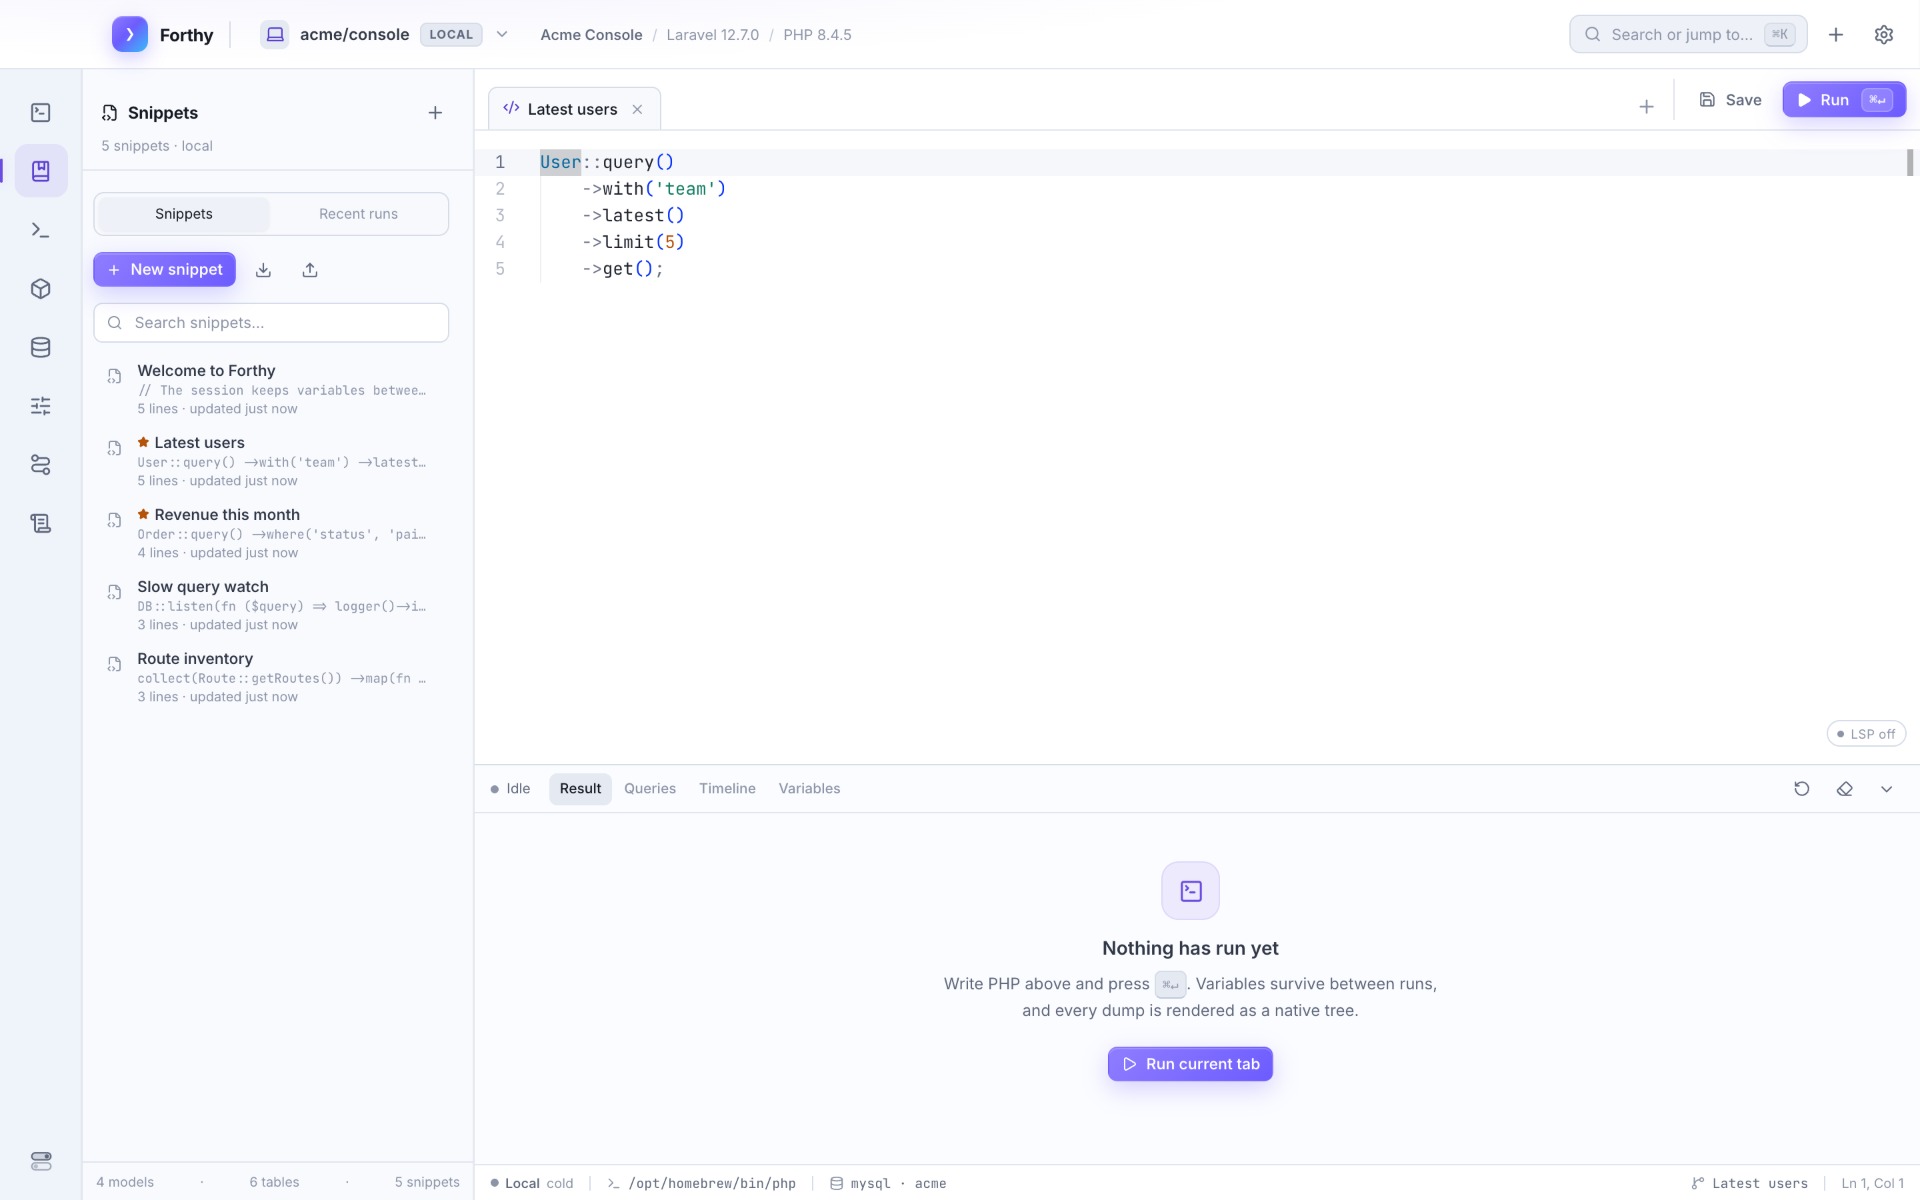 Forthy
acme/console LOCAL
Acme Console / Laravel 12.7.0 / PHP 8.4.5
Search or jump to... ⌘K
Snippets
5 snippets · local
Snippets Recent runs
+ New snippet
Search snippets...
Welcome to Forthy
// The session keeps variables betwee…
5 lines · updated just now
Latest users
User::query() ->with('team') ->latest…
5 lines · updated just now
Revenue this month
Order::query() ->where('status', 'pai…
4 lines · updated just now
Slow query watch
DB::listen(fn ($query) => logger()->i…
3 lines · updated just now
Route inventory
collect(Route::getRoutes()) ->map(fn …
3 lines · updated just now
4 models · 6 tables · 5 snippets
Latest users
Save
Run ⌘↵
1 User::query()
2 ->with('team')
3 ->latest()
4 ->limit(5)
5 ->get();
LSP off
Idle Result Queries Timeline Variables
Nothing has run yet
Write PHP above and press ⌘↵. Variables survive between runs,
and every dump is rendered as a native tree.
Run current tab
Local cold /opt/homebrew/bin/php mysql · acme
Latest users Ln 1, Col 1